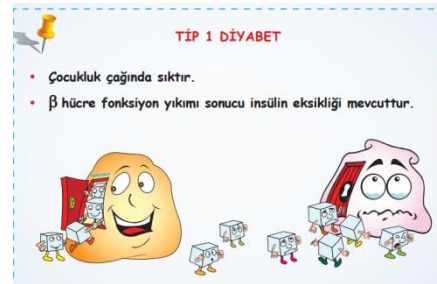 TİP 1 DİYABET
• Çocukluk çağında sıktır.
• β hücre fonksiyon yıkımı sonucu insülin eksikliği mevcuttur.